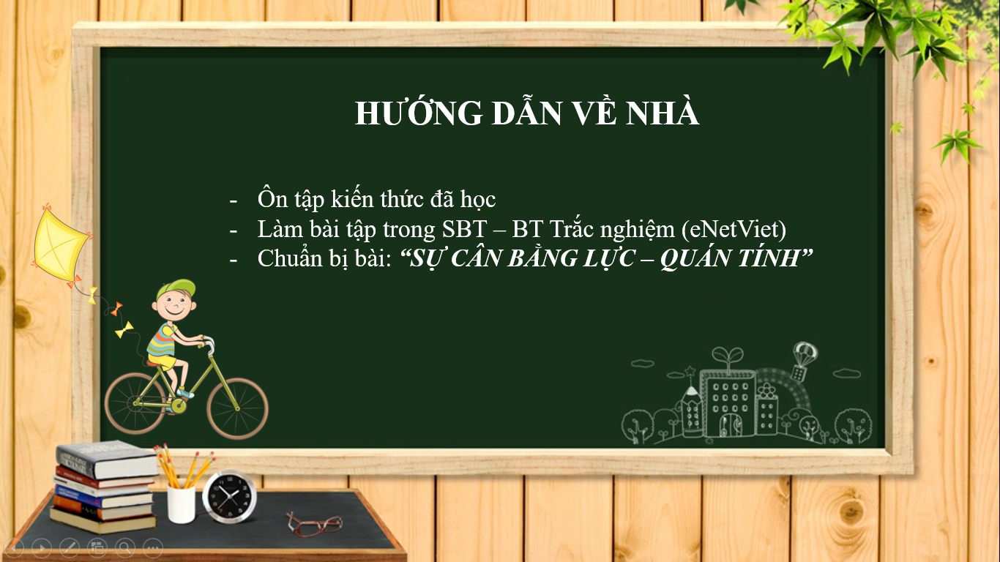 HƯỚNG DẪN VỀ NHÀ
- Ôn tập kiến thức đã học
- Làm bài tập trong SBT – BT Trắc nghiệm (eNetViet)
- Chuẩn bị bài: “SỰ CÂN BẰNG LỰC – QUÁN TÍNH”